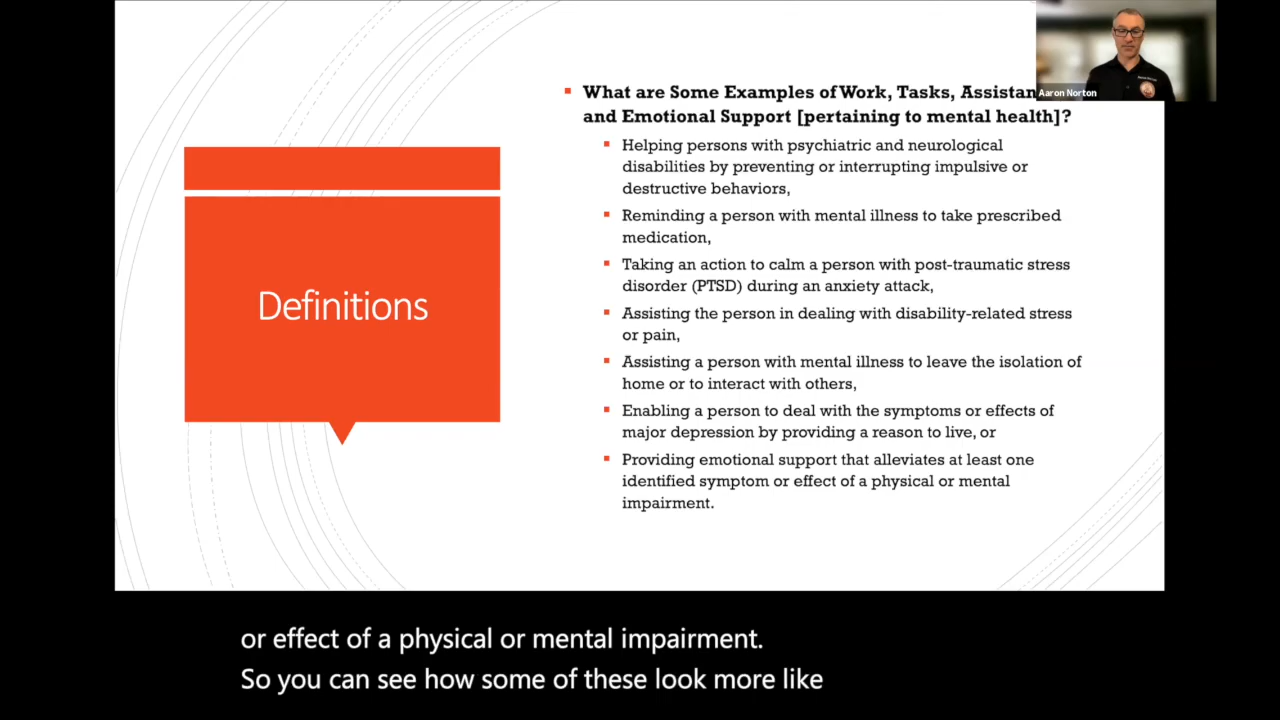 Aaron Norton
Definitions
What are Some Examples of Work, Tasks, Assistan
and Emotional Support [pertaining to mental health]?
Helping persons with psychiatric and neurological
disabilities by preventing or interrupting impulsive or
destructive behaviors,
Reminding a person with mental illness to take prescribed
medication,
Taking an action to calm a person with post-traumatic stress
disorder (PTSD) during an anxiety attack,
Assisting the person in dealing with disability-related stress
or pain,
Assisting a person with mental illness to leave the isolation of
home or to interact with others,
Enabling a person to deal with the symptoms or effects of
major depression by providing a reason to live, or
Providing emotional support that alleviates at least one
identified symptom or effect of a physical or mental
impairment.
or effect of a physical or mental impairment.
So you can see how some of these look more like